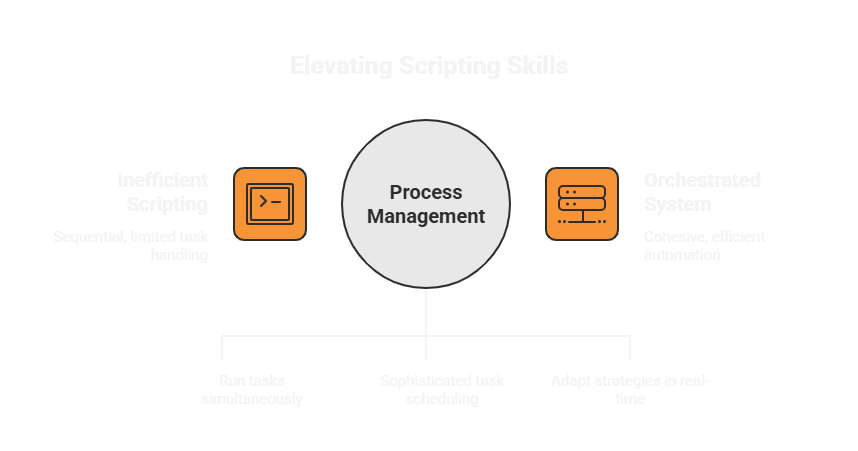 Elevating Scripting Skills
Inefficient
Scripting
Sequential, limited task
handling
Process
Management
Orchestrated
System
Cohesive, efficient
automation
Run tasks
simultaneously
Sophisticated task
scheduling
Adapt strategies in real-
time